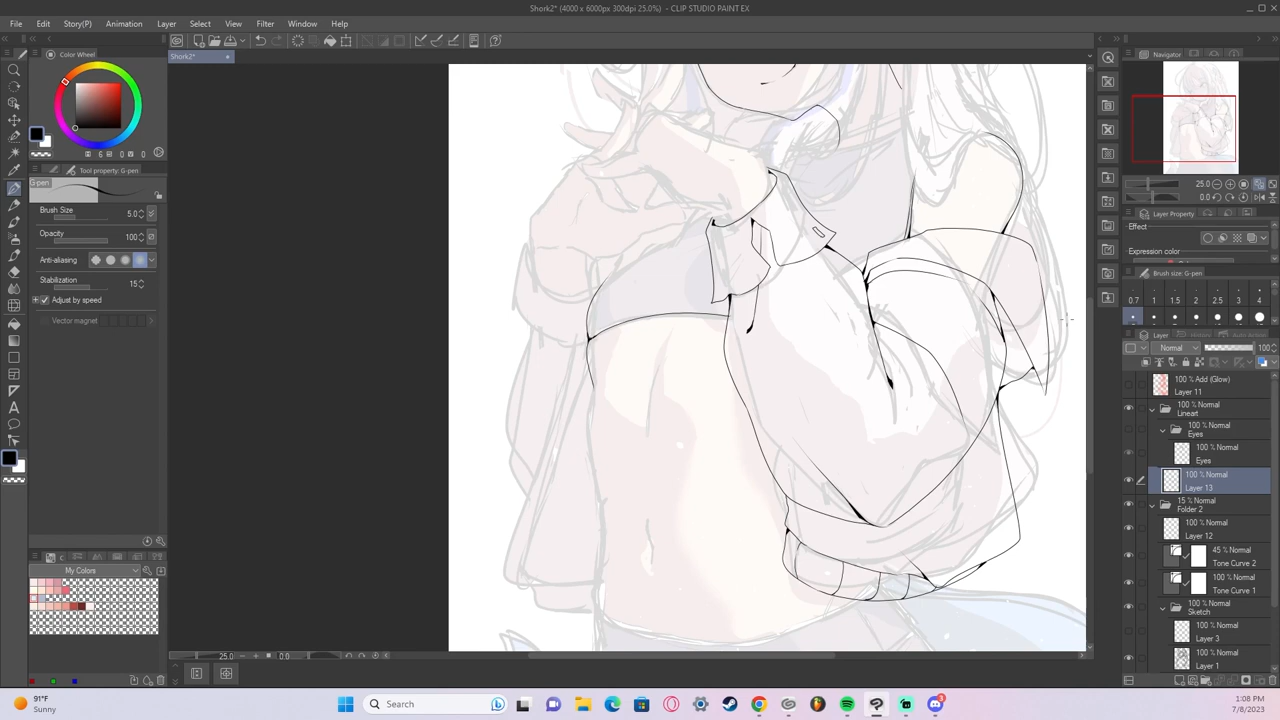 Shork2* (4000 x 6000px 300dpi 25.0%) - CLIP STUDIO PAINT EX
File Edit Story(P) Animation Layer Select View Filter Window Help
Color Wheel
Shork2*
Navigator
Tool property: G-pen
G-pen
Brush Size 5.0
Opacity 100
Anti-aliasing
Stabilization 15
Adjust by speed
Vector magnet
25.0
0.0
Layer Property
Effect
Expression color
Brush size: G-pen
0.7 1 1.5 2 2.5 3 4
Layer
Normal 100
100 % Add (Glow)
Layer 11
100 % Normal
Lineart
100 % Normal
Eyes
100 % Normal
Eyes
100 % Normal
Layer 13
15 % Normal
Folder 2
100 % Normal
Layer 12
45 % Normal
Tone Curve 2
100 % Normal
Tone Curve 1
100 % Normal
Sketch
100 % Normal
Layer 3
100 % Normal
Layer 1
My Colors
25.0
0.0
91°F
Sunny
Search
3
1:08 PM
7/8/2023